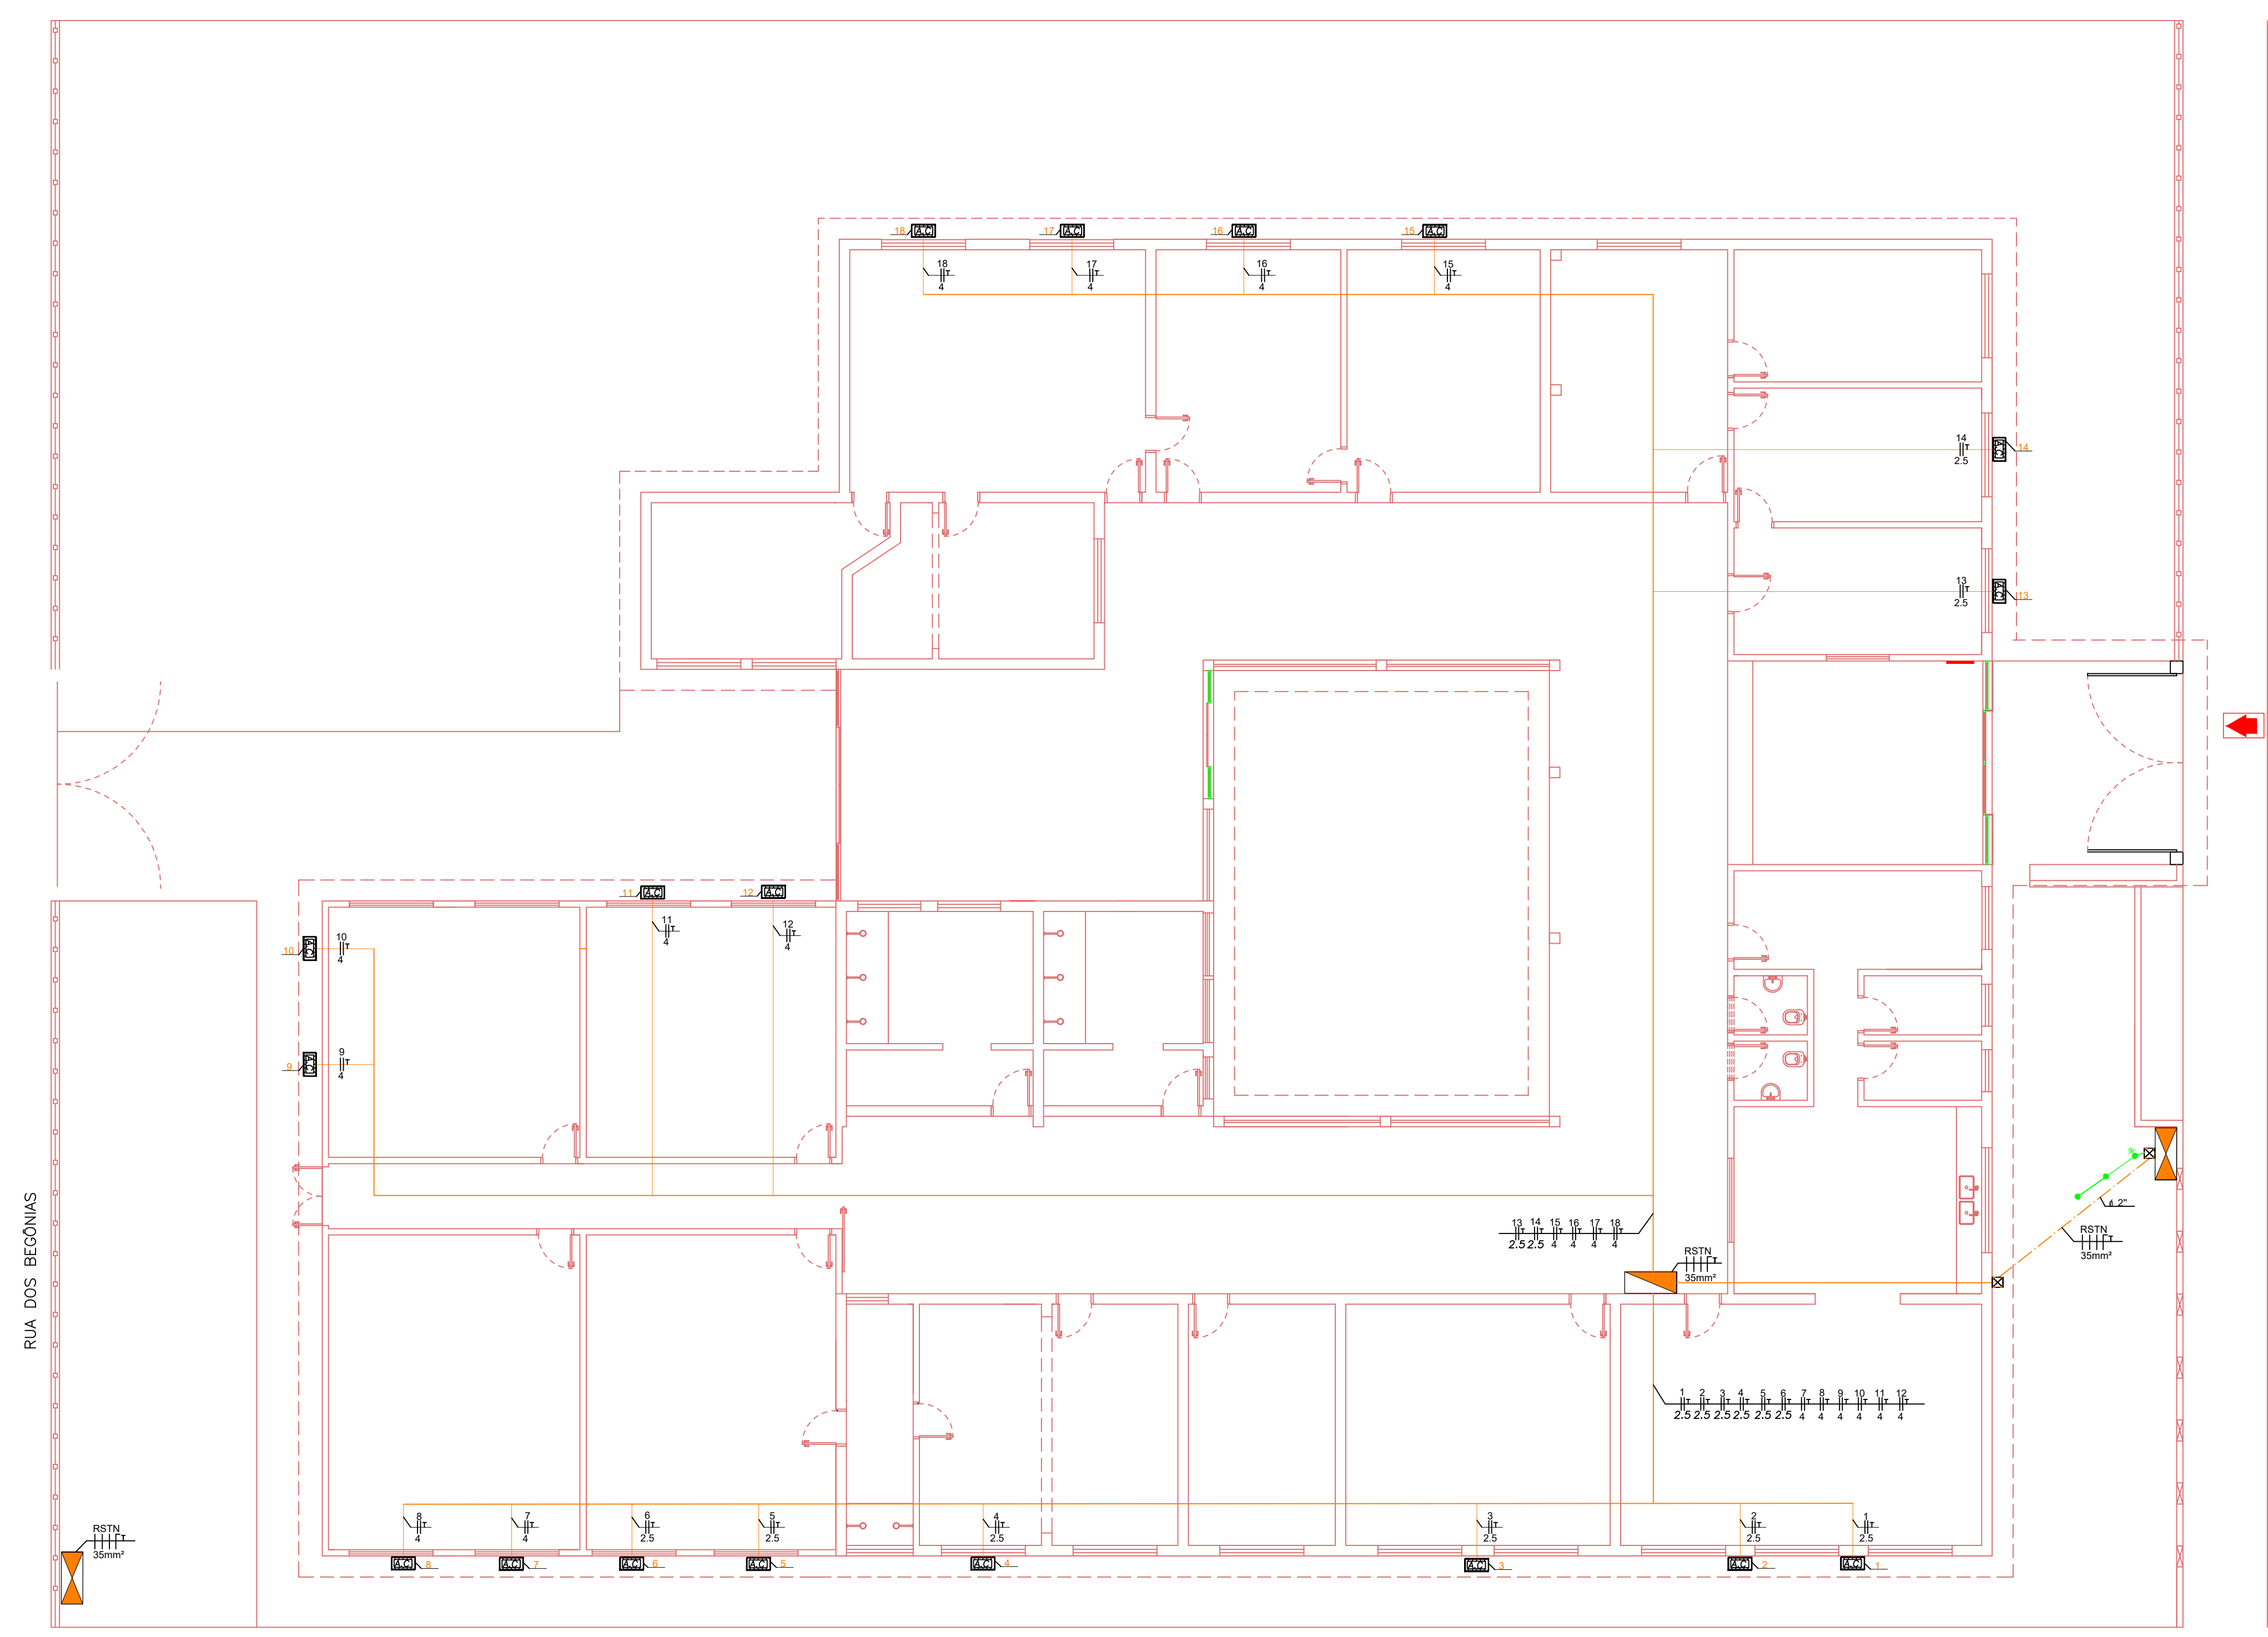 18 A.C
17 A.C
16 A.C
15 A.C
18 T
4
17 T
4
16 T
4
15 T
4
14 T
2.5
A.C 14
13 T
2.5
A.C 13
11 A.C
12 A.C
11 T
4
12 T
4
10 A.C
10 T
4
9 A.C
9 T
4
RUA DOS BEGÔNIAS
Ø 2"
RSTN
T
35mm²
13 14 15 16 17 18
T T T T T T
2.5 2.5 4 4 4 4
RSTN
T
35mm²
1 2 3 4 5 6 7 8 9 10 11 12
T T T T T T T T T T T T
2.5 2.5 2.5 2.5 2.5 2.5 4 4 4 4 4 4
RSTN
T
35mm²
8 T
4
7 T
4
6 T
2.5
5 T
2.5
4 T
2.5
3 T
2.5
2 T
2.5
1 T
2.5
A.C 8
A.C 7
A.C 6
A.C 5
A.C 4
A.C 3
A.C 2
A.C 1